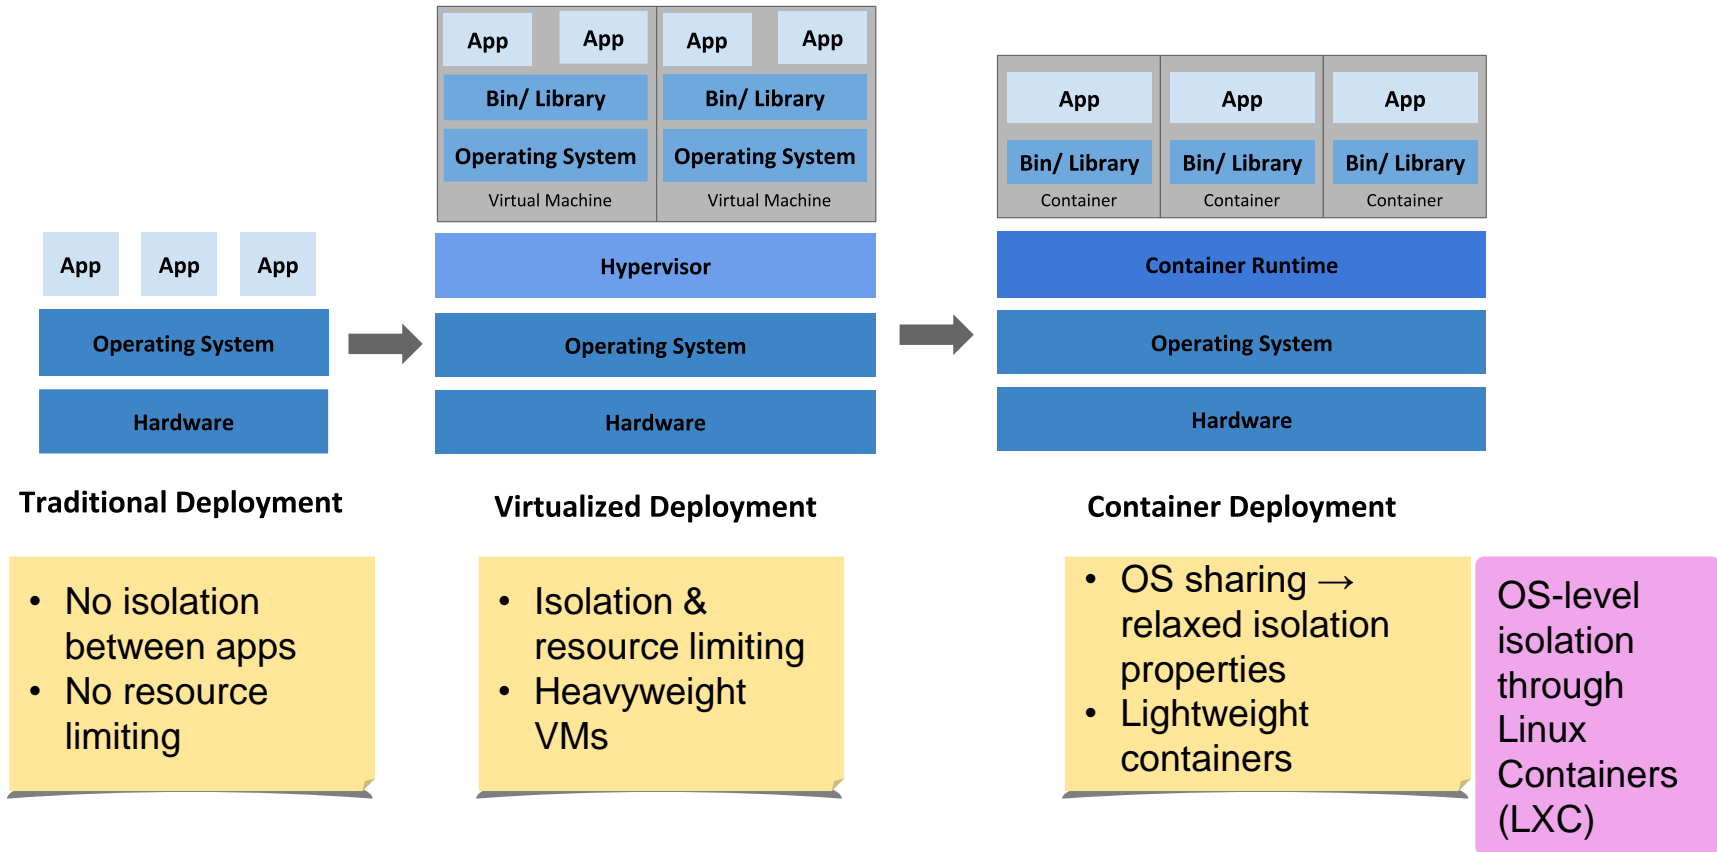 App
App
App
Operating System
Hardware
Traditional Deployment
• No isolation
between apps
• No resource
limiting
App
App
App
App
Bin/ Library
Bin/ Library
Operating System
Operating System
Virtual Machine
Virtual Machine
Hypervisor
Operating System
Hardware
Virtualized Deployment
• Isolation &
resource limiting
• Heavyweight
VMs
App
App
App
Bin/ Library
Bin/ Library
Bin/ Library
Container
Container
Container
Container Runtime
Operating System
Hardware
Container Deployment
• OS sharing →
relaxed isolation
properties
• Lightweight
containers
OS-level
isolation
through
Linux
Containers
(LXC)